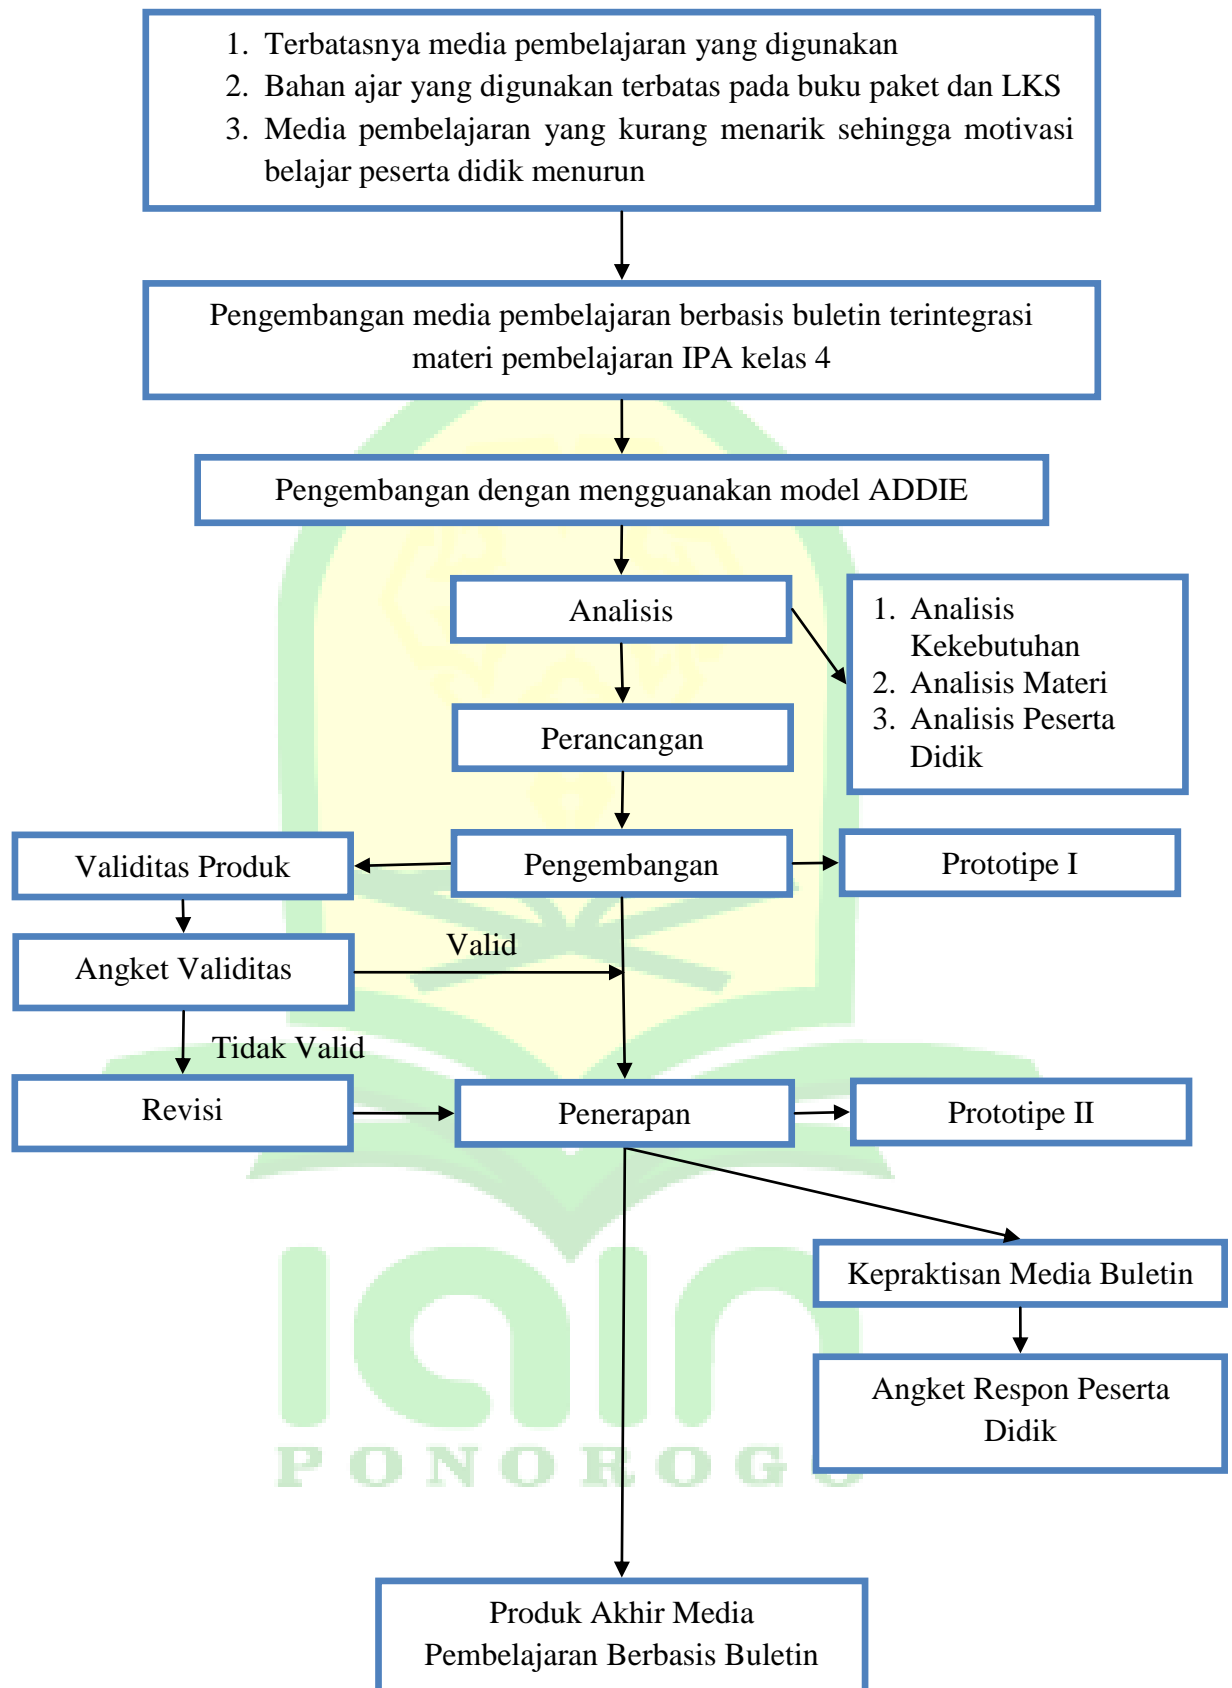 1. Terbatasnya media pembelajaran yang digunakan
2. Bahan ajar yang digunakan terbatas pada buku paket dan LKS
3. Media pembelajaran yang kurang menarik sehingga motivasi
belajar peserta didik menurun
Pengembangan media pembelajaran berbasis buletin terintegrasi
materi pembelajaran IPA kelas 4
Pengembangan dengan mengguanakan model ADDIE
Analisis
1. Analisis
Kekebutuhan
2. Analisis Materi
3. Analisis Peserta
Didik
Perancangan
Validitas Produk
Pengembangan
Prototipe I
Angket Validitas
Valid
Tidak Valid
Revisi
Penerapan
Prototipe II
Kepraktisan Media Buletin
Angket Respon Peserta
Didik
iain
PONOROGO
Produk Akhir Media
Pembelajaran Berbasis Buletin